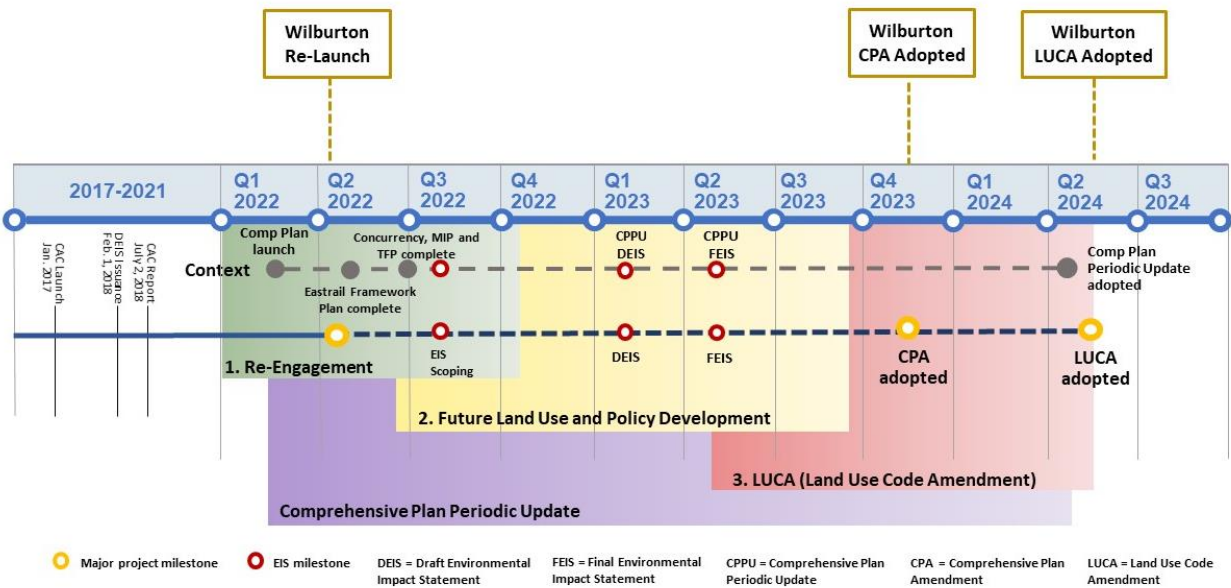 Wilburton
Re-Launch
Wilburton
CPA Adopted
Wilburton
LUCA Adopted
2017-2021
Q1
2022
Q2
2022
Q3
2022
Q4
2022
Q1
2023
Q2
2023
Q3
2023
Q4
2023
Q1
2024
Q2
2024
Q3
2024
CAC Launch
Jan. 2017
DEIS Issuance
Feb. 1, 2018
CAC Report
July 2, 2018
Context
Comp Plan
launch
Concurrency, MIP and
TFP complete
Eastrail Framework
Plan complete
CPPU
DEIS
CPPU
FEIS
Comp Plan
Periodic Update
adopted
EIS
Scoping
DEIS
FEIS
CPA
adopted
LUCA
adopted
1. Re-Engagement
2. Future Land Use and Policy Development
3. LUCA (Land Use Code Amendment)
Comprehensive Plan Periodic Update
Major project milestone
EIS milestone
DEIS = Draft Environmental
Impact Statement
FEIS = Final Environmental
Impact Statement
CPPU = Comprehensive Plan
Periodic Update
CPA = Comprehensive Plan
Amendment
LUCA = Land Use Code
Amendment